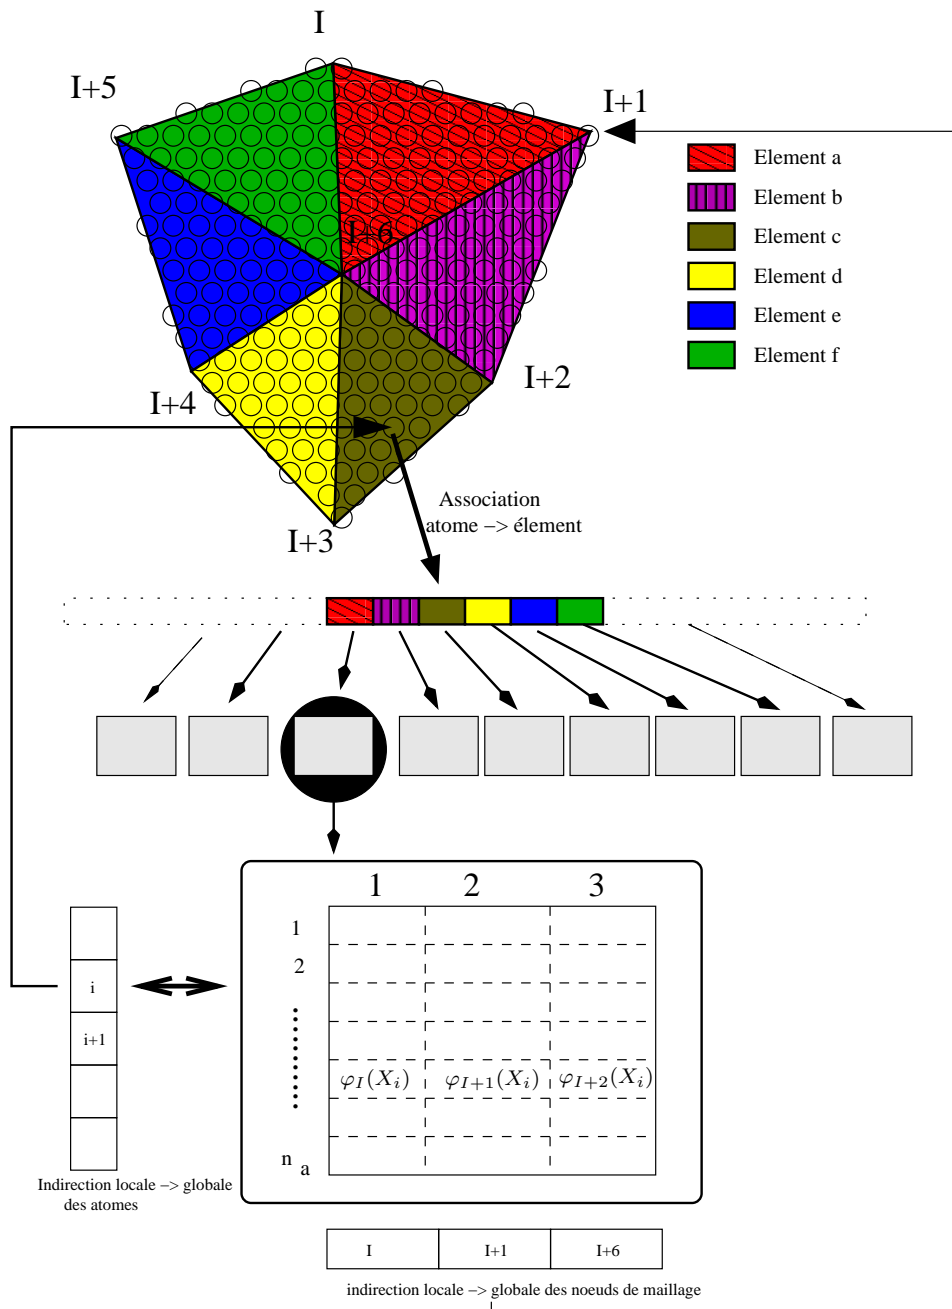 I
I+5
I+1
Element a
Element b
Element c
Element d
Element e
Element f
I+6
I+2
I+4
I+3
Association
atome −> élement
1 2 3
1
2
i
i+1
φ_I(X_i) φ_{I+1}(X_i) φ_{I+2}(X_i)
n_a
Indirection locale −> globale
des atomes
I I+1 I+6
indirection locale −> globale des noeuds de maillage